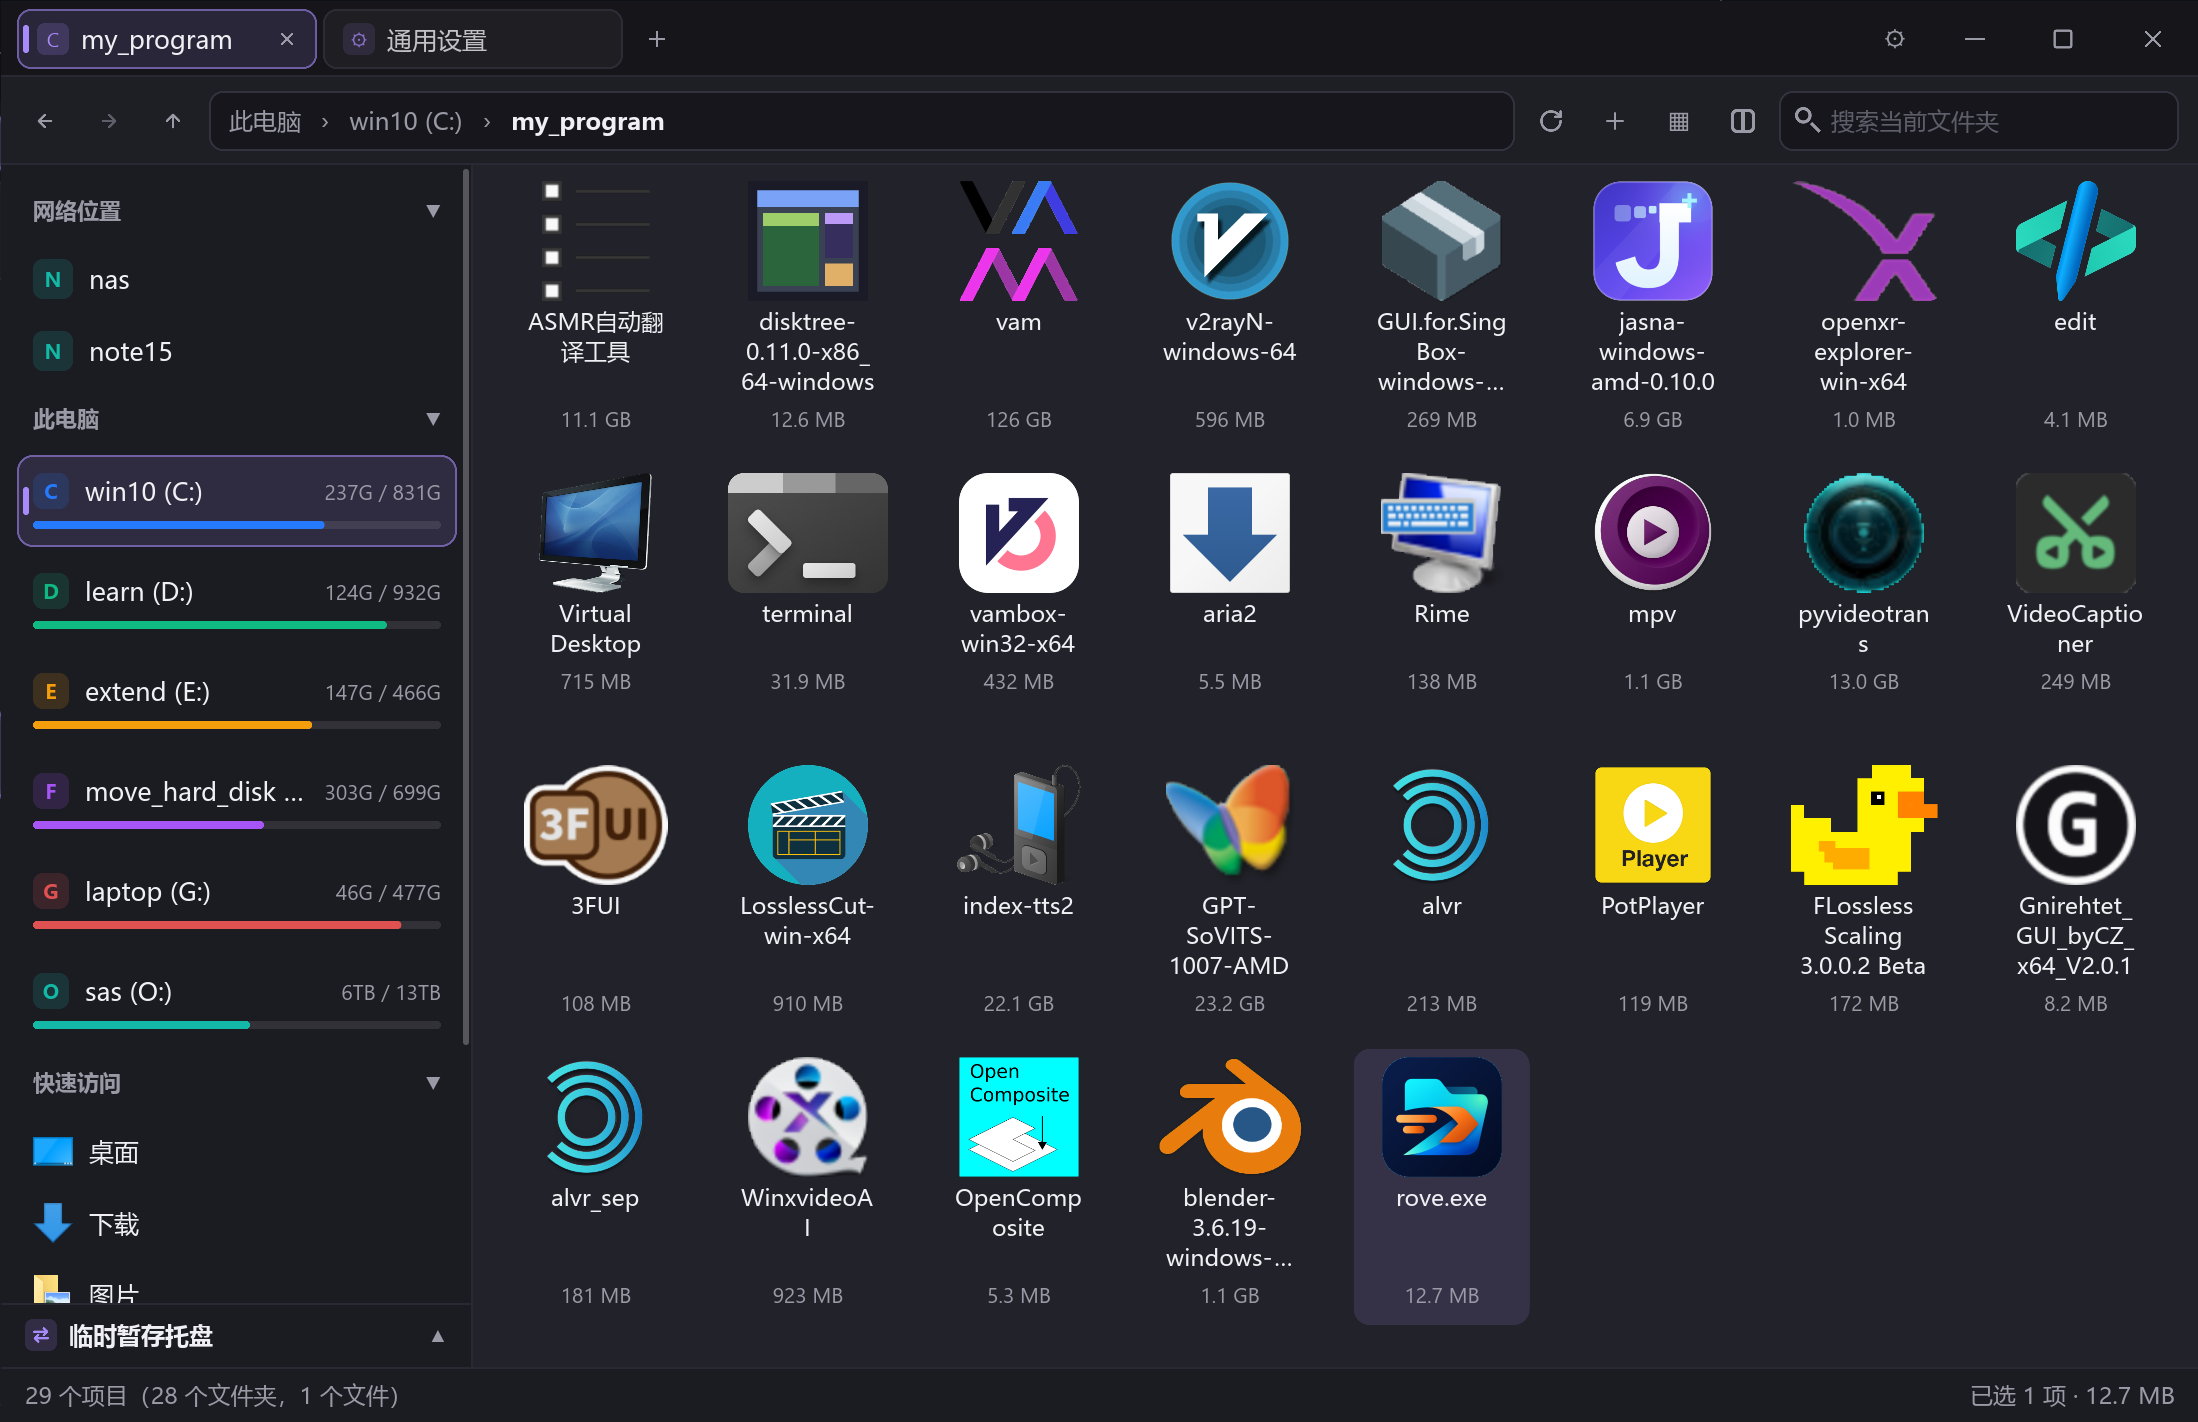 C my_program
通用设置
此电脑 › win10 (C:) › my_program
搜索当前文件夹
网络位置
N nas
N note15
此电脑
C win10 (C:) 237G / 831G
D learn (D:) 124G / 932G
E extend (E:) 147G / 466G
F move_hard_disk ... 303G / 699G
G laptop (G:) 46G / 477G
O sas (O:) 6TB / 13TB
快速访问
桌面
下载
图片
临时暂存托盘
ASMR自动翻
译工具
11.1 GB
disktree-
0.11.0-x86_
64-windows
12.6 MB
VAM
vam
126 GB
v2rayN-
windows-64
596 MB
GUI.for.Sing
Box-
windows-...
269 MB
jasna-
windows-
amd-0.10.0
6.9 GB
openxr-
explorer-
win-x64
1.0 MB
edit
4.1 MB
Virtual
Desktop
715 MB
terminal
31.9 MB
vambox-
win32-x64
432 MB
aria2
5.5 MB
Rime
138 MB
mpv
1.1 GB
pyvideotran
s
13.0 GB
VideoCaptio
ner
249 MB
3FUI
3FUI
108 MB
LosslessCut-
win-x64
910 MB
index-tts2
22.1 GB
GPT-
SoVITS-
1007-AMD
23.2 GB
alvr
213 MB
Player
PotPlayer
119 MB
FLossless
Scaling
3.0.0.2 Beta
172 MB
G
Gnirehtet_
GUI_byCZ_
x64_V2.0.1
8.2 MB
alvr_sep
181 MB
WinxvideoA
I
923 MB
Open
Composite
OpenComp
osite
5.3 MB
blender-
3.6.19-
windows-...
1.1 GB
rove.exe
12.7 MB
29 个项目（28 个文件夹，1 个文件）
已选 1 项 · 12.7 MB